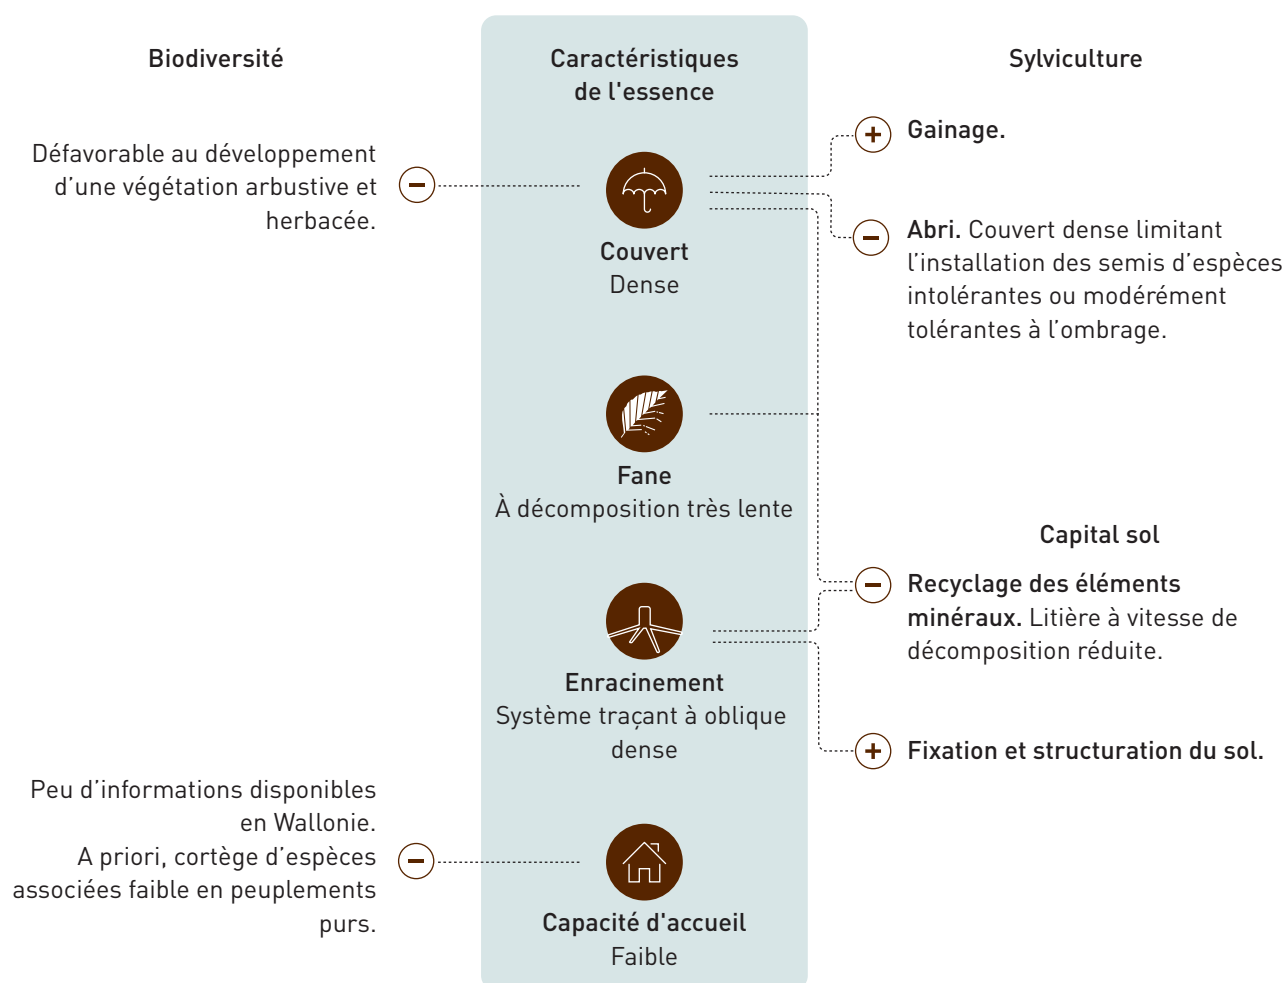 Biodiversité
Défavorable au développement
d’une végétation arbustive et
herbacée.
Peu d’informations disponibles
en Wallonie.
A priori, cortège d’espèces
associées faible en peuplements
purs.
Caractéristiques
de l'essence
Couvert
Dense
Fane
À décomposition très lente
Enracinement
Système traçant à oblique
dense
Capacité d'accueil
Faible
Sylviculture
Gainage.
Abri. Couvert dense limitant
l’installation des semis d’espèces
intolérantes ou modérément
tolérantes à l’ombrage.
Capital sol
Recyclage des éléments
minéraux. Litière à vitesse de
décomposition réduite.
Fixation et structuration du sol.